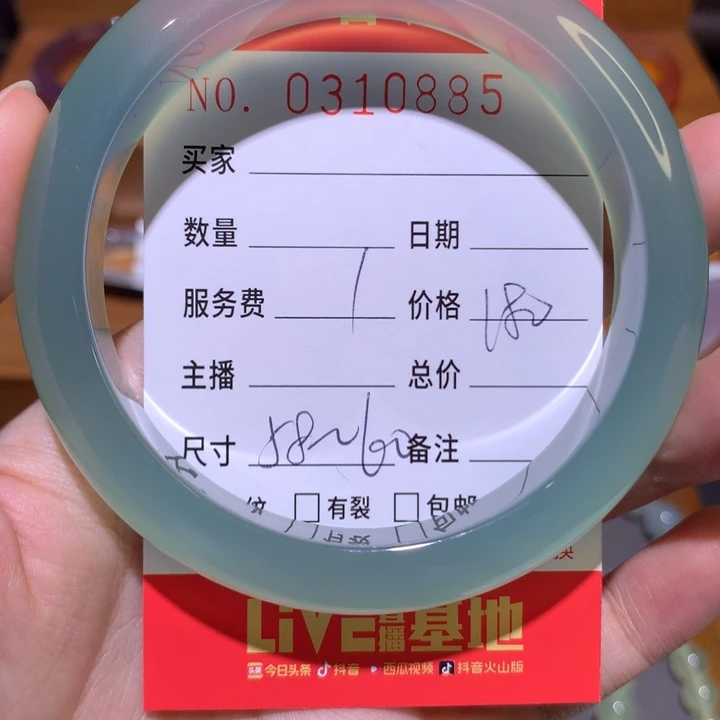 NO. 0310885
买家
数量 日期
服务费 1 价格 180
主播 总价
尺寸 58~60 备注
有裂 包邮
Live直播基地
头条 今日头条 抖音 西瓜视频 抖音火山版